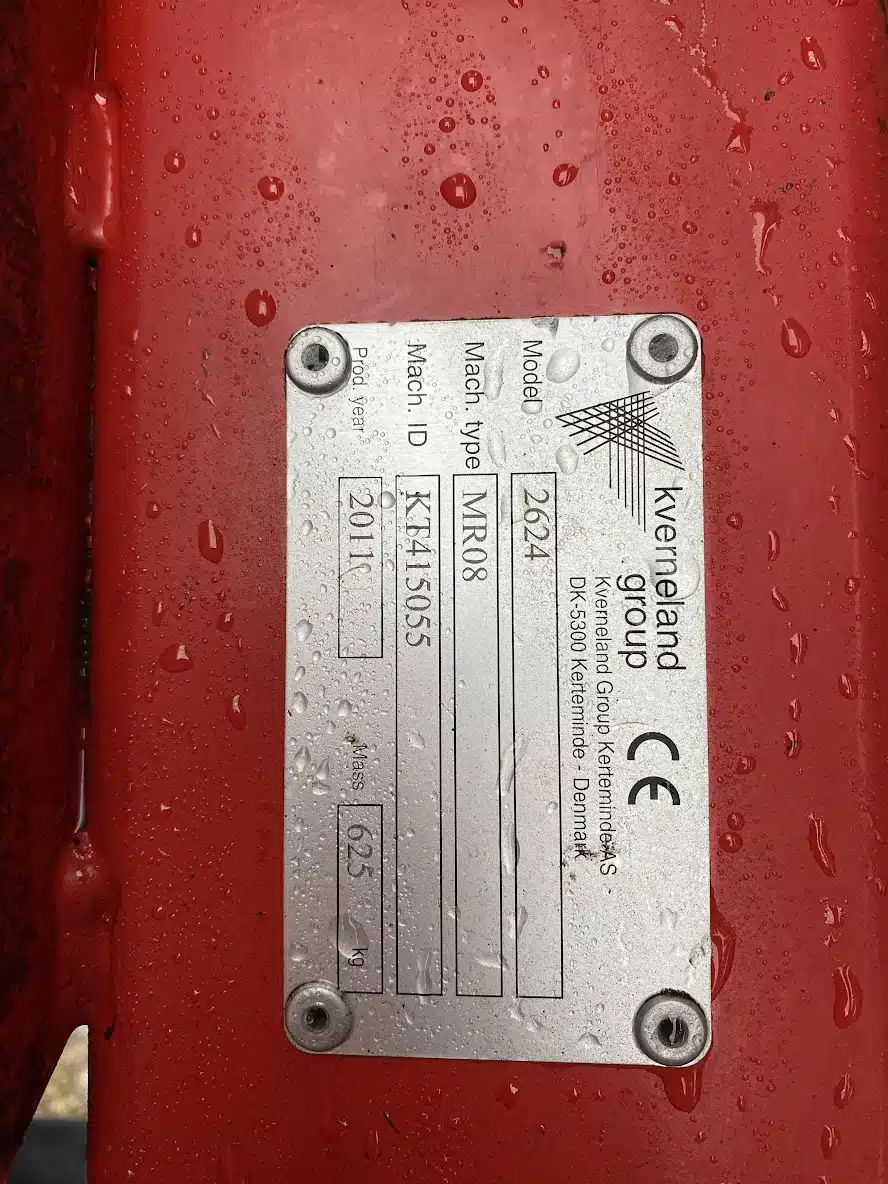 kverneland
group
CE
Kverneland Group Kerteminde AS -
DK-5300 Kerteminde - Denmark
Model 2624
Mach. type MR08
Mach. ID KT415055
Prod. year 2011 Mass 625 kg